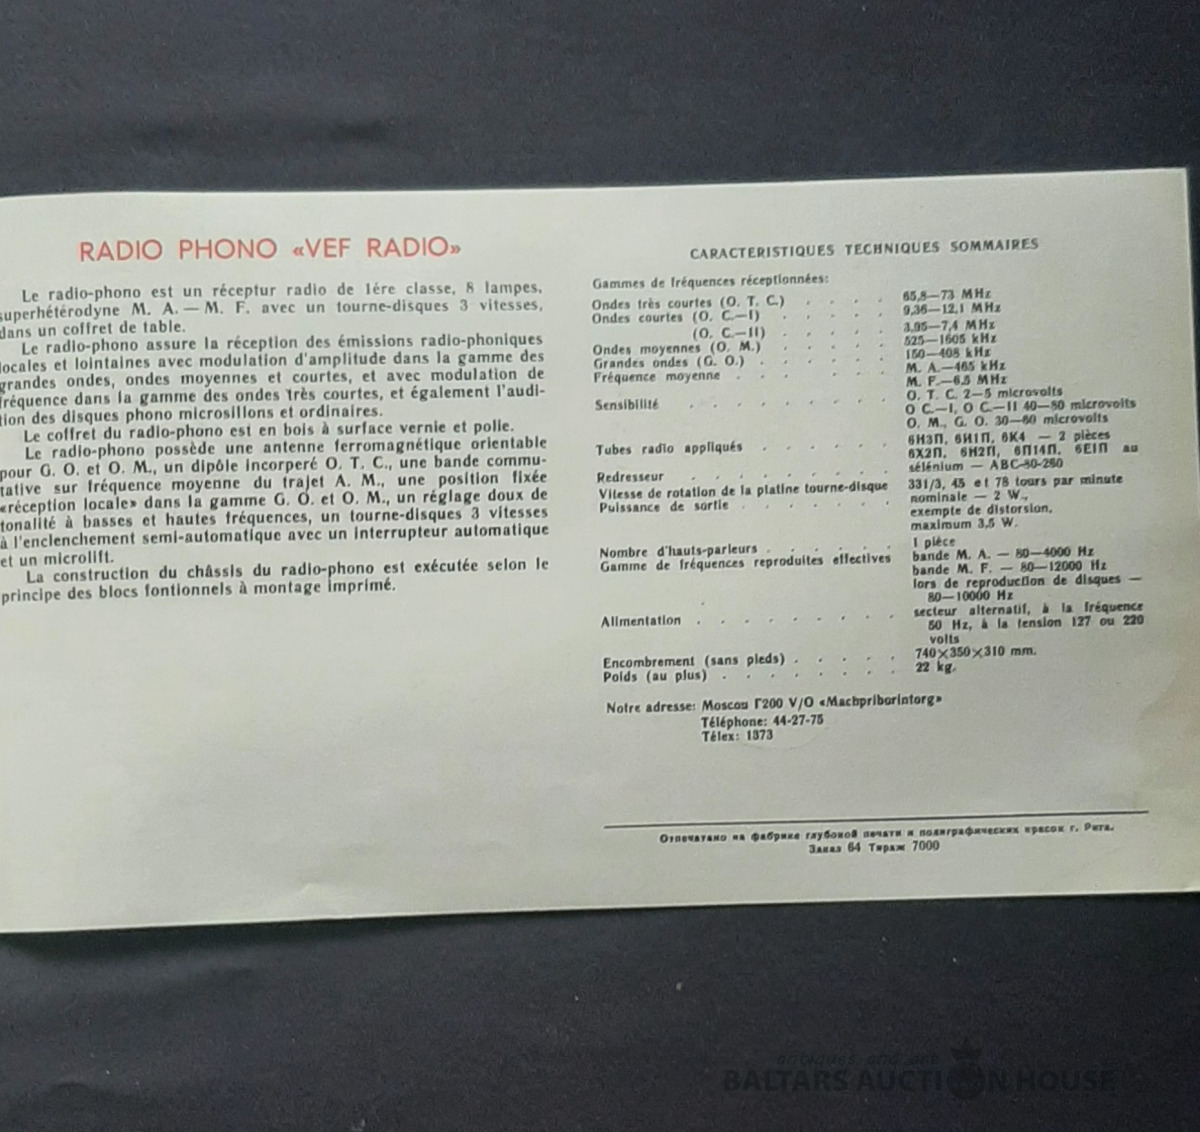 RADIO PHONO «VEF RADIO»
Le radio-phono est un réceptur radio de 1ére classe, 8 lampes,
superhétérodyne M. A. — M. F. avec un tourne-disques 3 vitesses,
dans un coffret de table.
Le radio-phono assure la réception des émissions radio-phoniques
locales et lointaines avec modulation d'amplitude dans la gamme des
grandes ondes, ondes moyennes et courtes, et avec modulation de
fréquence dans la gamme des ondes très courtes, et également l'audi-
tion des disques phono microsillons et ordinaires.
Le coffret du radio-phono est en bois à surface vernie et polie.
Le radio-phono possède une antenne ferromagnétique orientable
pour G. O. et O. M., un dipôle incorperé O. T. C., une bande commu-
tative sur fréquence moyenne du trajet A. M., une position fixée
«réception locale» dans la gamme G. O. et O. M., un réglage doux de
tonalité à basses et hautes fréquences, un tourne-disques 3 vitesses
à l'enclenchement semi-automatique avec un interrupteur automatique
et un microlift.
La construction du châssis du radio-phono est exécutée selon le
principe des blocs fontionnels à montage imprimé.
CARACTERISTIQUES TECHNIQUES SOMMAIRES
Gammes de fréquences réceptionnées:
Ondes très courtes (O. T. C.) . . . . 65,8—73 MHz
Ondes courtes (O. C.—I) . . . . 9,36—12,1 MHz
(O. C.—II) . . . . 3,95—7,4 MHz
Ondes moyennes (O. M.) . . . . 525—1605 kHz
Grandes ondes (G. O.) . . . . . 150—408 kHz
Fréquence moyenne . . . . . M. A.—465 kHz
M. F.—6,5 MHz
Sensibilité . . . . . . O. T. C. 2—5 microvolts
O C.—I, O C.—II 40—50 microvolts
O. M., G. O. 30—60 microvolts
Tubes radio appliqués . . . . . 6Н3П, 6И1П, 6К4 — 2 pièces
6Х2П, 6Н2П, 6П14П, 6Е1П au
Redresseur . . . . . . sélénium — ABC-80-260
Vitesse de rotation de la platine tourne-disque 331/3, 45 et 78 tours par minute
Puissance de sortie . . . . . nominale — 2 W.,
exempte de distorsion,
maximum 3,5 W.
Nombre d'hauts-parleurs . . . . . 1 pièce
Gamme de fréquences reproduites effectives bande M. A. — 80—4000 Hz
bande M. F. — 80—12000 Hz
lors de reproduction de disques —
80—10000 Hz
Alimentation . . . . . . . secteur alternatif, à la fréquence
50 Hz, à la tension 127 ou 220
volts
Encombrement (sans pieds) . . . . . 740×350×310 mm.
Poids (au plus) . . . . . . . 22 kg.
Notre adresse: Moscou Г200 V/O «Machpriborintorg»
Téléphone: 44-27-75
Télex: 1373
Отпечатано на фабрике глубокой печати и полиграфических красок г. Рига.
Заказ 64 Тираж 7000
antiques and art
BALTARS AUCTION HOUSE